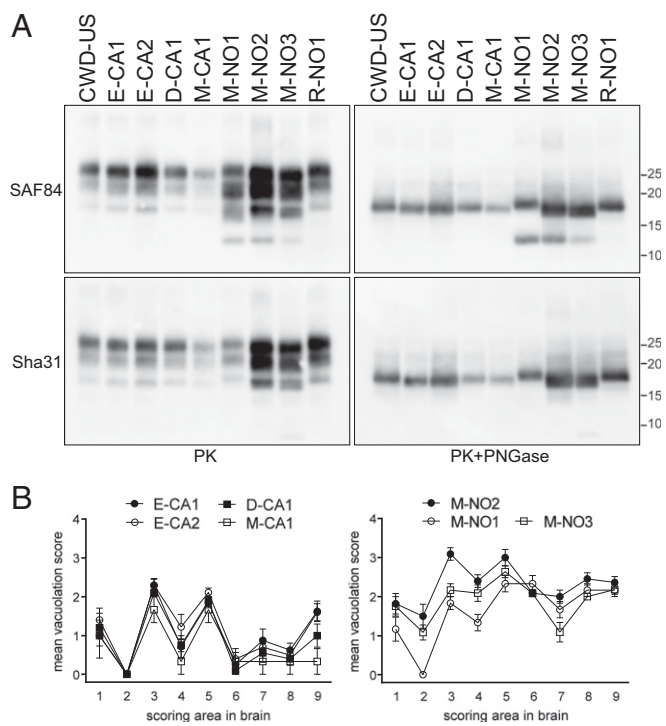 A
CWD-US E-CA1 E-CA2 D-CA1 M-CA1 M-NO1 M-NO2 M-NO3 R-NO1
CWD-US E-CA1 E-CA2 D-CA1 M-CA1 M-NO1 M-NO2 M-NO3 R-NO1
SAF84
25
20
15
10
Sha31
25
20
15
10
PK
PK+PNGase
B
E-CA1 D-CA1
E-CA2 M-CA1
mean vacuolation score
4
3
2
1
0
1 2 3 4 5 6 7 8 9
scoring area in brain
M-NO2
M-NO1 M-NO3
mean vacuolation score
4
3
2
1
0
1 2 3 4 5 6 7 8 9
scoring area in brain